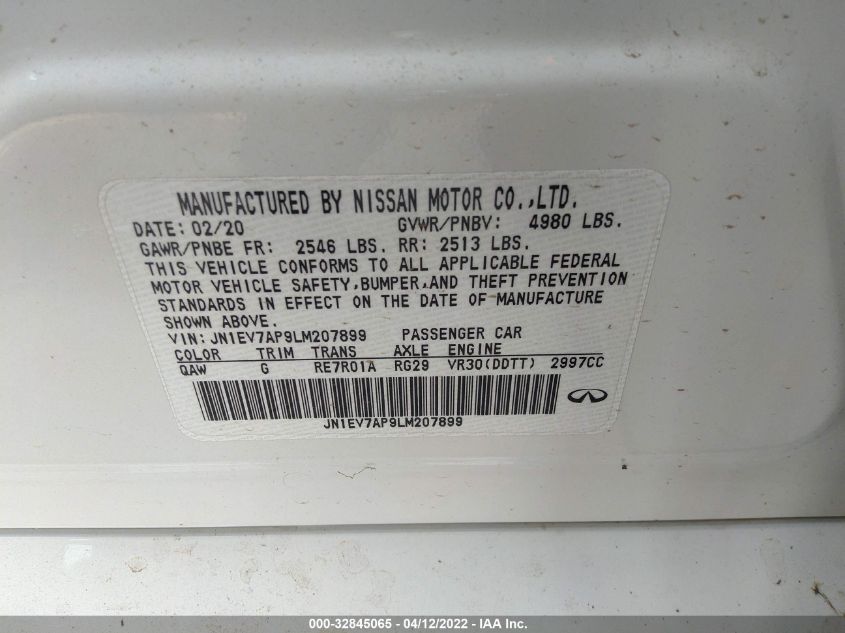 MANUFACTURED BY NISSAN MOTOR CO.,LTD.
DATE: 02/20 GVWR/PNBV: 4980 LBS.
GAWR/PNBE FR: 2546 LBS. RR: 2513 LBS.
THIS VEHICLE CONFORMS TO ALL APPLICABLE FEDERAL
MOTOR VEHICLE SAFETY,BUMPER,AND THEFT PREVENTION
STANDARDS IN EFFECT ON THE DATE OF MANUFACTURE
SHOWN ABOVE.
VIN: JN1EV7AP9LM207899 PASSENGER CAR
COLOR TRIM TRANS AXLE ENGINE
QAW G RE7R01A RG29 VR30(DDTT) 2997CC
JN1EV7AP9LM207899
000-32845065 - 04/12/2022 - IAA Inc.